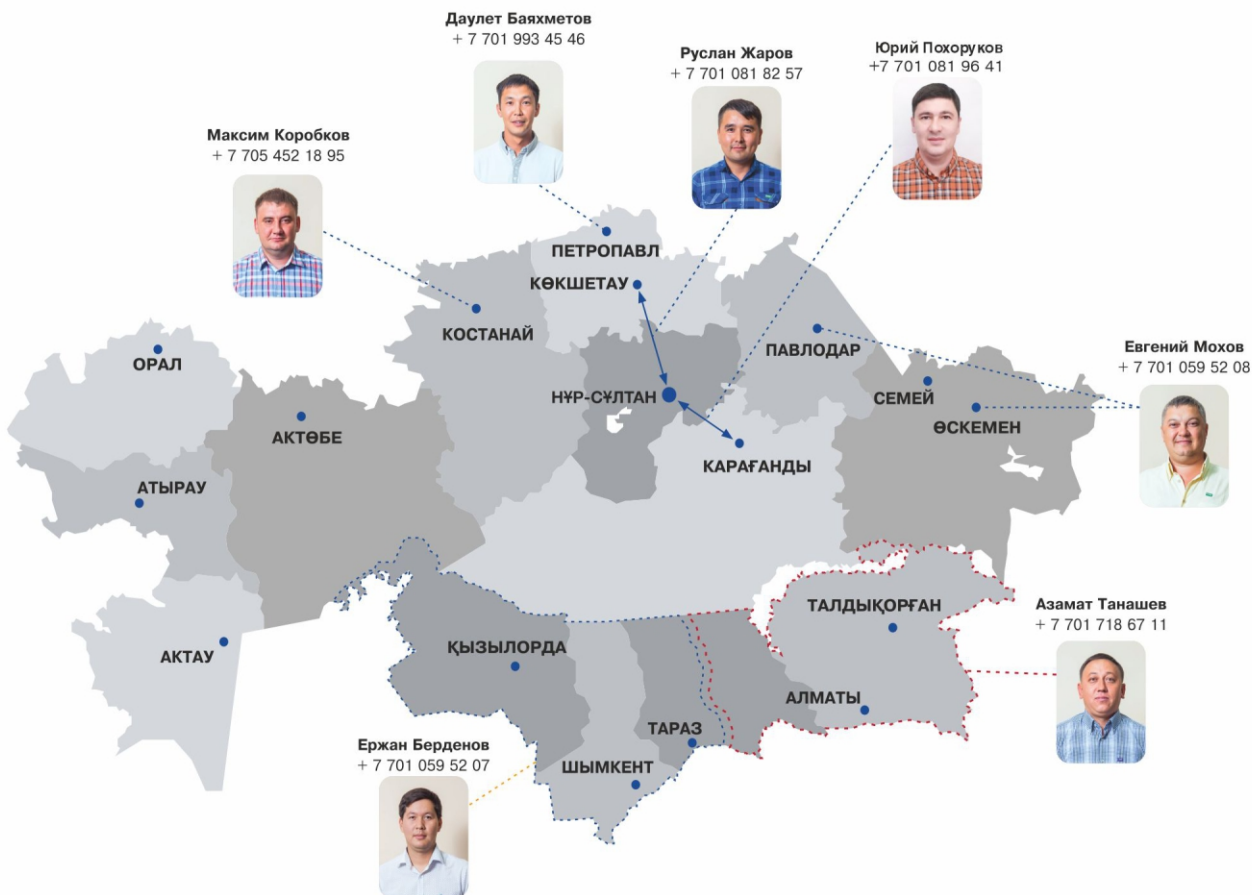 Даулет Баяхметов
+ 7 701 993 45 46
Руслан Жаров
+ 7 701 081 82 57
Юрий Похоруков
+7 701 081 96 41
Максим Коробков
+ 7 705 452 18 95
ПЕТРОПАВЛ
КӨКШЕТАУ
КОСТАНАЙ
ПАВЛОДАР
Евгений Мохов
+ 7 701 059 52 08
ОРАЛ
НҰР-СҰЛТАН
СЕМЕЙ
ӨСКЕМЕН
АКТӨБЕ
КАРАҒАНДЫ
АТЫРАУ
ТАЛДЫҚОРҒАН
Азамат Танашев
+ 7 701 718 67 11
ҚЫЗЫЛОРДА
АКТАУ
АЛМАТЫ
ТАРАЗ
Ержан Берденов
+ 7 701 059 52 07
ШЫМКЕНТ